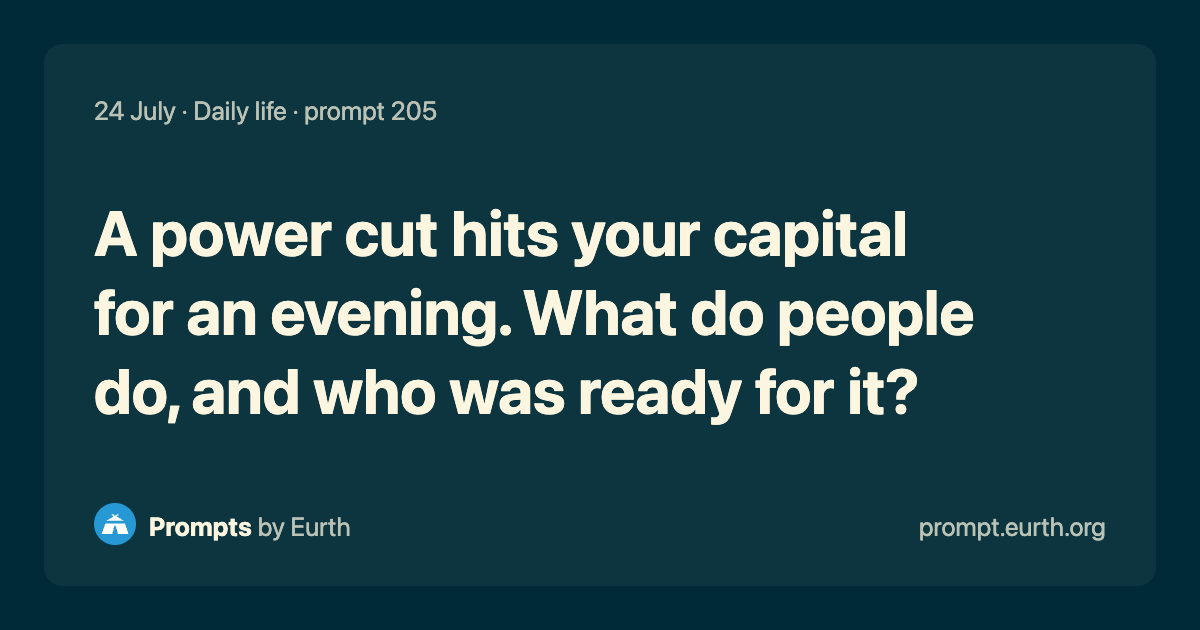 24 July · Daily life · prompt 205
A power cut hits your capital
for an evening. What do people
do, and who was ready for it?
Prompts by Eurth
prompt.eurth.org